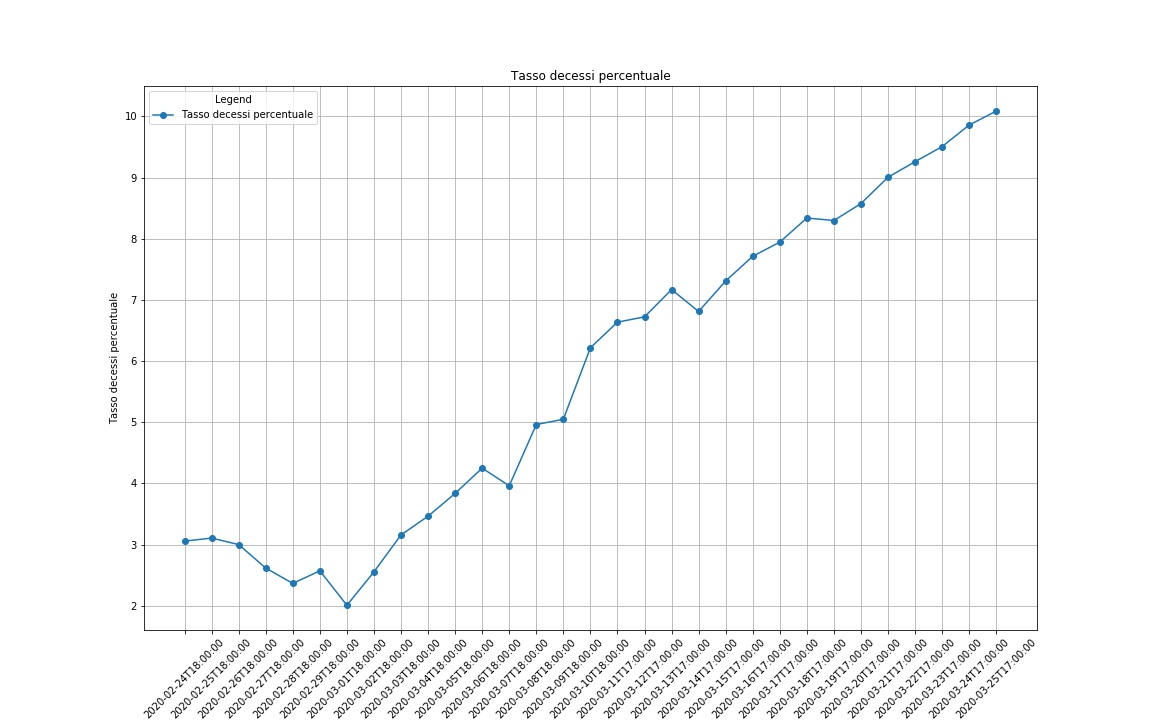 Tasso decessi percentuale
Legend
Tasso decessi percentuale
Tasso decessi percentuale
10
9
8
7
6
5
4
3
2
2020-02-24T18:00:00
2020-02-25T18:00:00
2020-02-26T18:00:00
2020-02-27T18:00:00
2020-02-28T18:00:00
2020-02-29T18:00:00
2020-03-01T18:00:00
2020-03-02T18:00:00
2020-03-03T18:00:00
2020-03-04T18:00:00
2020-03-05T18:00:00
2020-03-06T18:00:00
2020-03-07T18:00:00
2020-03-08T18:00:00
2020-03-09T18:00:00
2020-03-10T18:00:00
2020-03-11T17:00:00
2020-03-12T17:00:00
2020-03-13T17:00:00
2020-03-14T17:00:00
2020-03-15T17:00:00
2020-03-16T17:00:00
2020-03-17T17:00:00
2020-03-18T17:00:00
2020-03-19T17:00:00
2020-03-20T17:00:00
2020-03-21T17:00:00
2020-03-22T17:00:00
2020-03-23T17:00:00
2020-03-24T17:00:00
2020-03-25T17:00:00